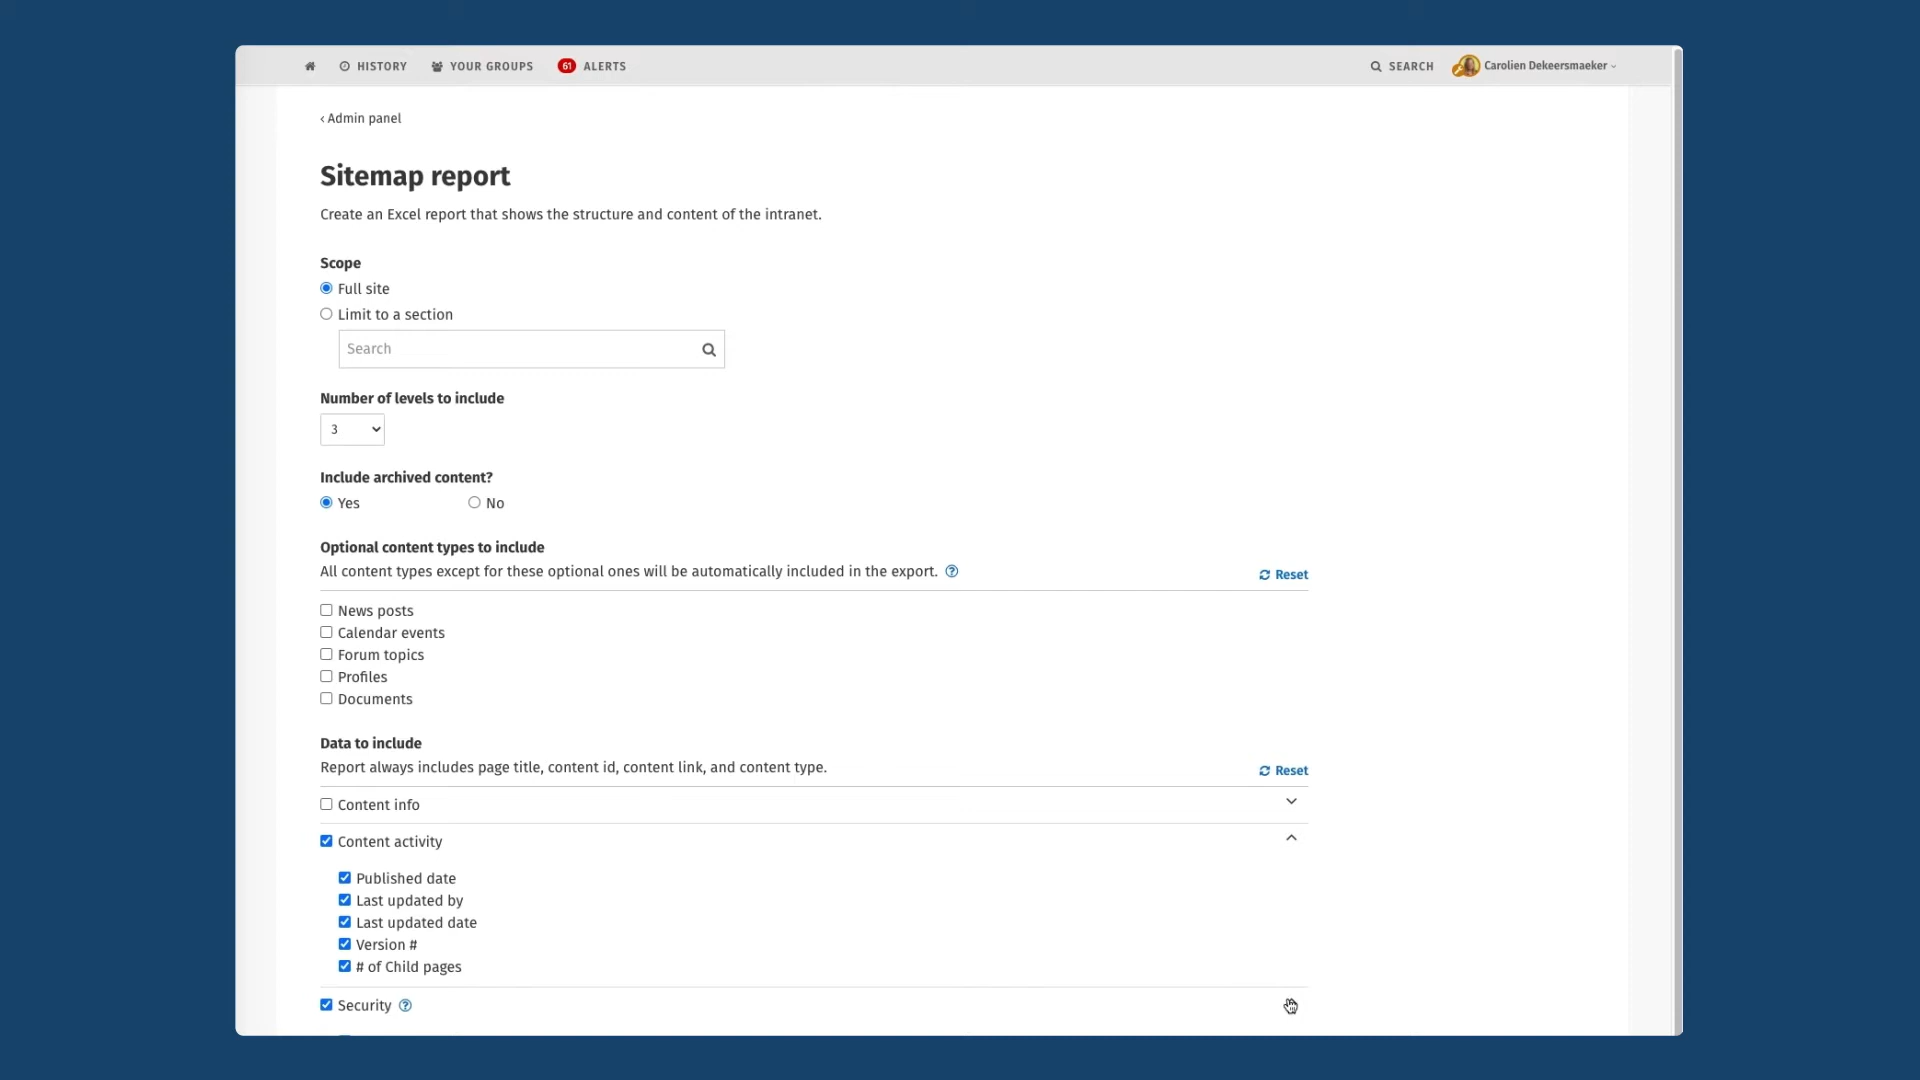 HISTORY YOUR GROUPS 61 ALERTS SEARCH Carolien Dekeersmaeker
‹ Admin panel
Sitemap report
Create an Excel report that shows the structure and content of the intranet.
Scope
Full site
Limit to a section
Search
Number of levels to include
3
Include archived content?
Yes No
Optional content types to include
All content types except for these optional ones will be automatically included in the export. ?
Reset
News posts
Calendar events
Forum topics
Profiles
Documents
Data to include
Report always includes page title, content id, content link, and content type.
Reset
Content info
Content activity
Published date
Last updated by
Last updated date
Version #
# of Child pages
Security ?